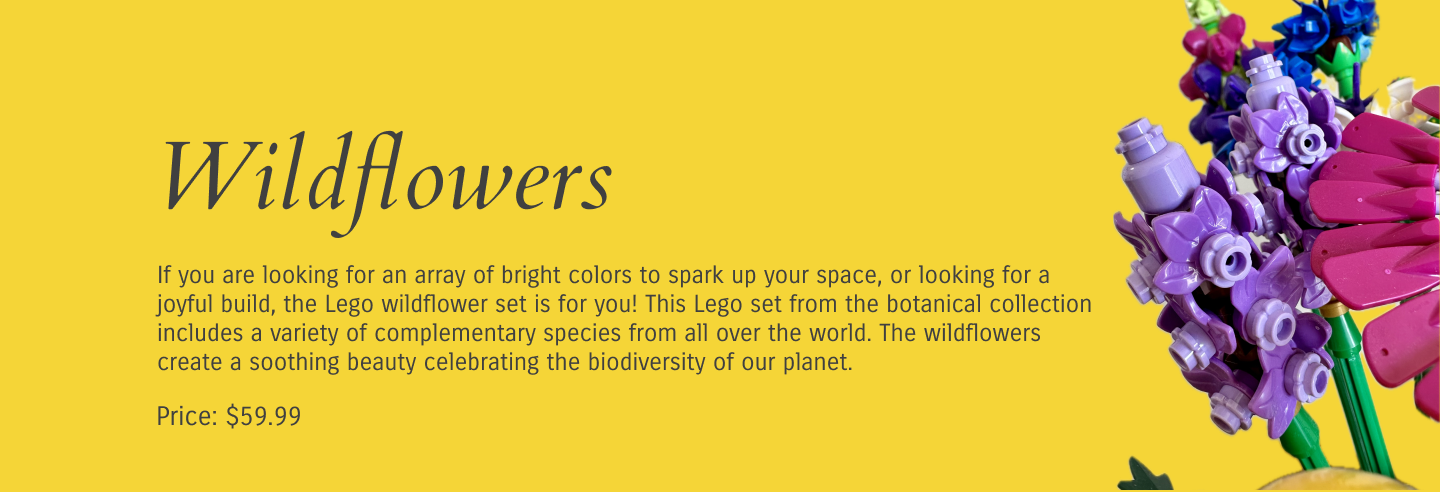 Wildflowers
If you are looking for an array of bright colors to spark up your space, or looking for a
joyful build, the Lego wildflower set is for you! This Lego set from the botanical collection
includes a variety of complementary species from all over the world. The wildflowers
create a soothing beauty celebrating the biodiversity of our planet.
Price: $59.99